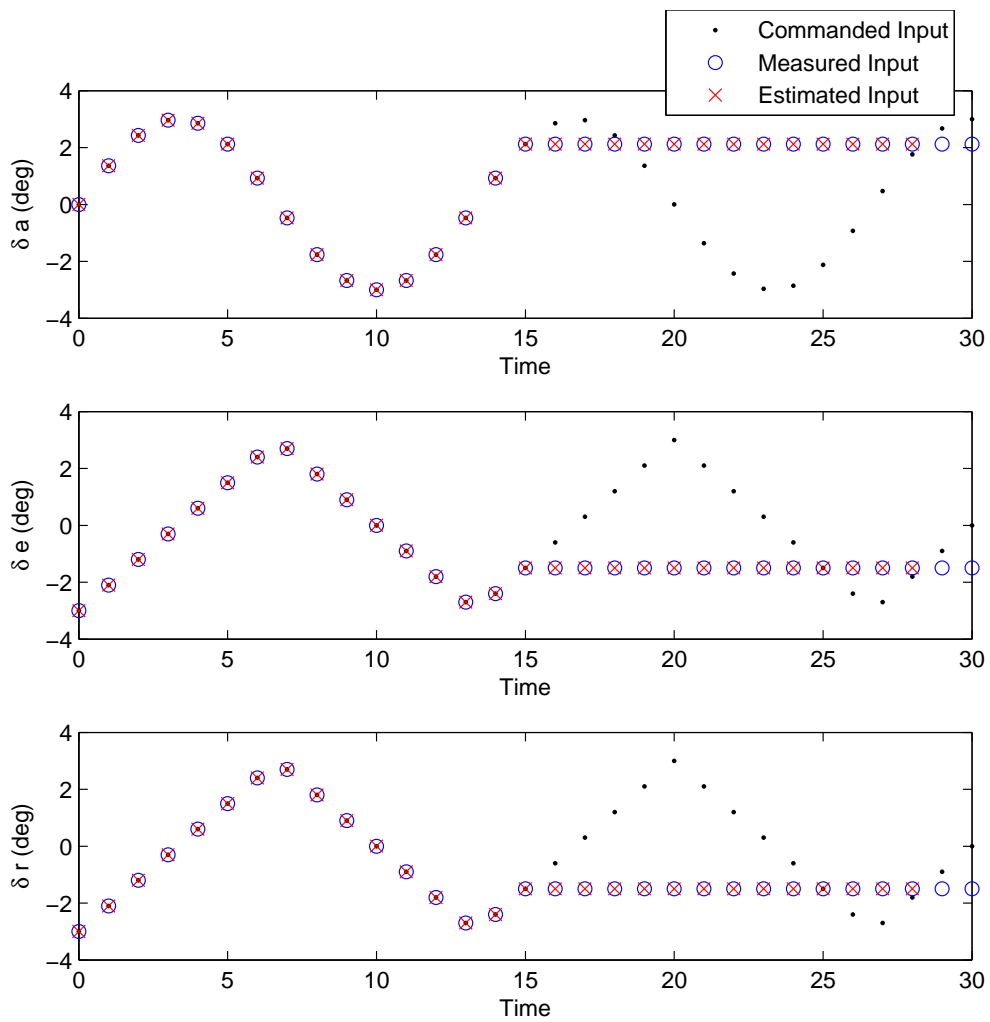 Commanded Input
Measured Input
Estimated Input
4
2
0
−2
−4
δ a (deg)
0 5 10 15 20 25 30
Time
4
2
0
−2
−4
δ e (deg)
0 5 10 15 20 25 30
Time
4
2
0
−2
−4
δ r (deg)
0 5 10 15 20 25 30
Time